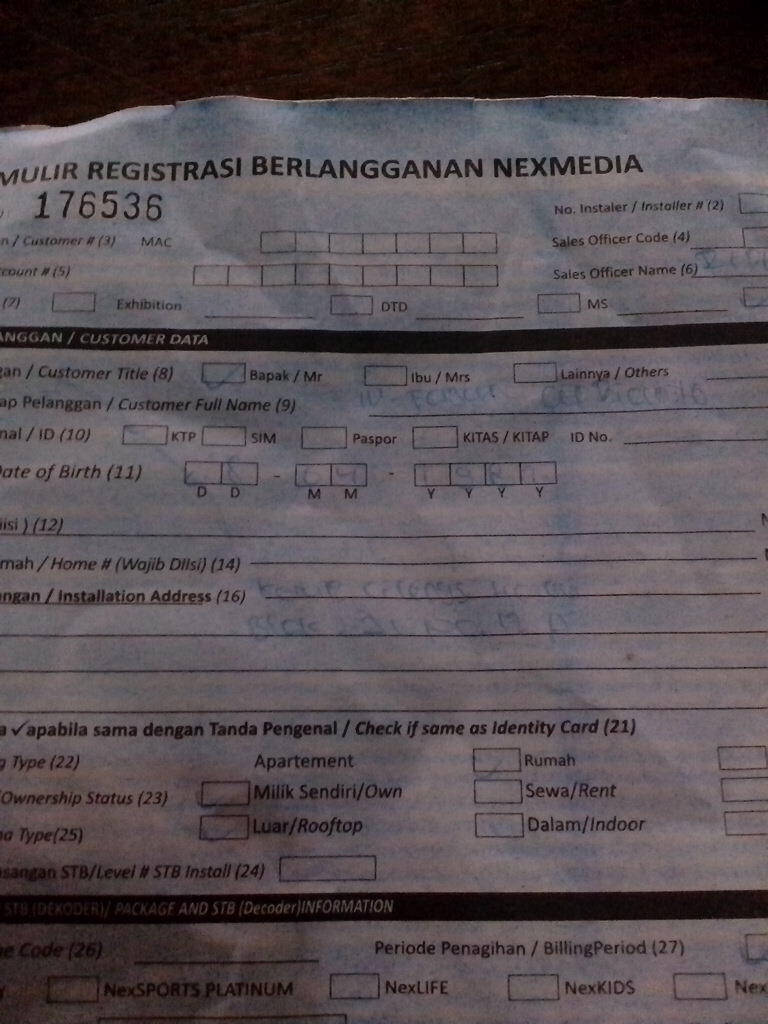 MULIR REGISTRASI BERLANGGANAN NEXMEDIA
176536
No. Instaler / Installer # (2)
n / Customer # (3) MAC
Sales Officer Code (4)
count # (5)
Sales Officer Name (6)
(7) Exhibition DTD MS
ANGGAN / CUSTOMER DATA
gan / Customer Title (8) Bapak / Mr Ibu / Mrs Lainnya / Others
ap Pelanggan / Customer Full Name (9)
nal / ID (10) KTP SIM Paspor KITAS / KITAP ID No.
Date of Birth (11) - -
D D M M Y Y Y Y
iisi ) (12)
mah / Home # (Wajib DIIsi) (14)
ngan / Installation Address (16)
a ✓apabila sama dengan Tanda Pengenal / Check if same as Identity Card (21)
g Type (22) Apartement Rumah
Ownership Status (23) Milik Sendiri/Own Sewa/Rent
na Type(25) Luar/Rooftop Dalam/Indoor
asangan STB/Level # STB Install (24)
STB (DEKODER)/ PACKAGE AND STB (Decoder)INFORMATION
e Code (26) Periode Penagihan / BillingPeriod (27)
y NexSPORTS PLATINUM NexLIFE NexKIDS Nex